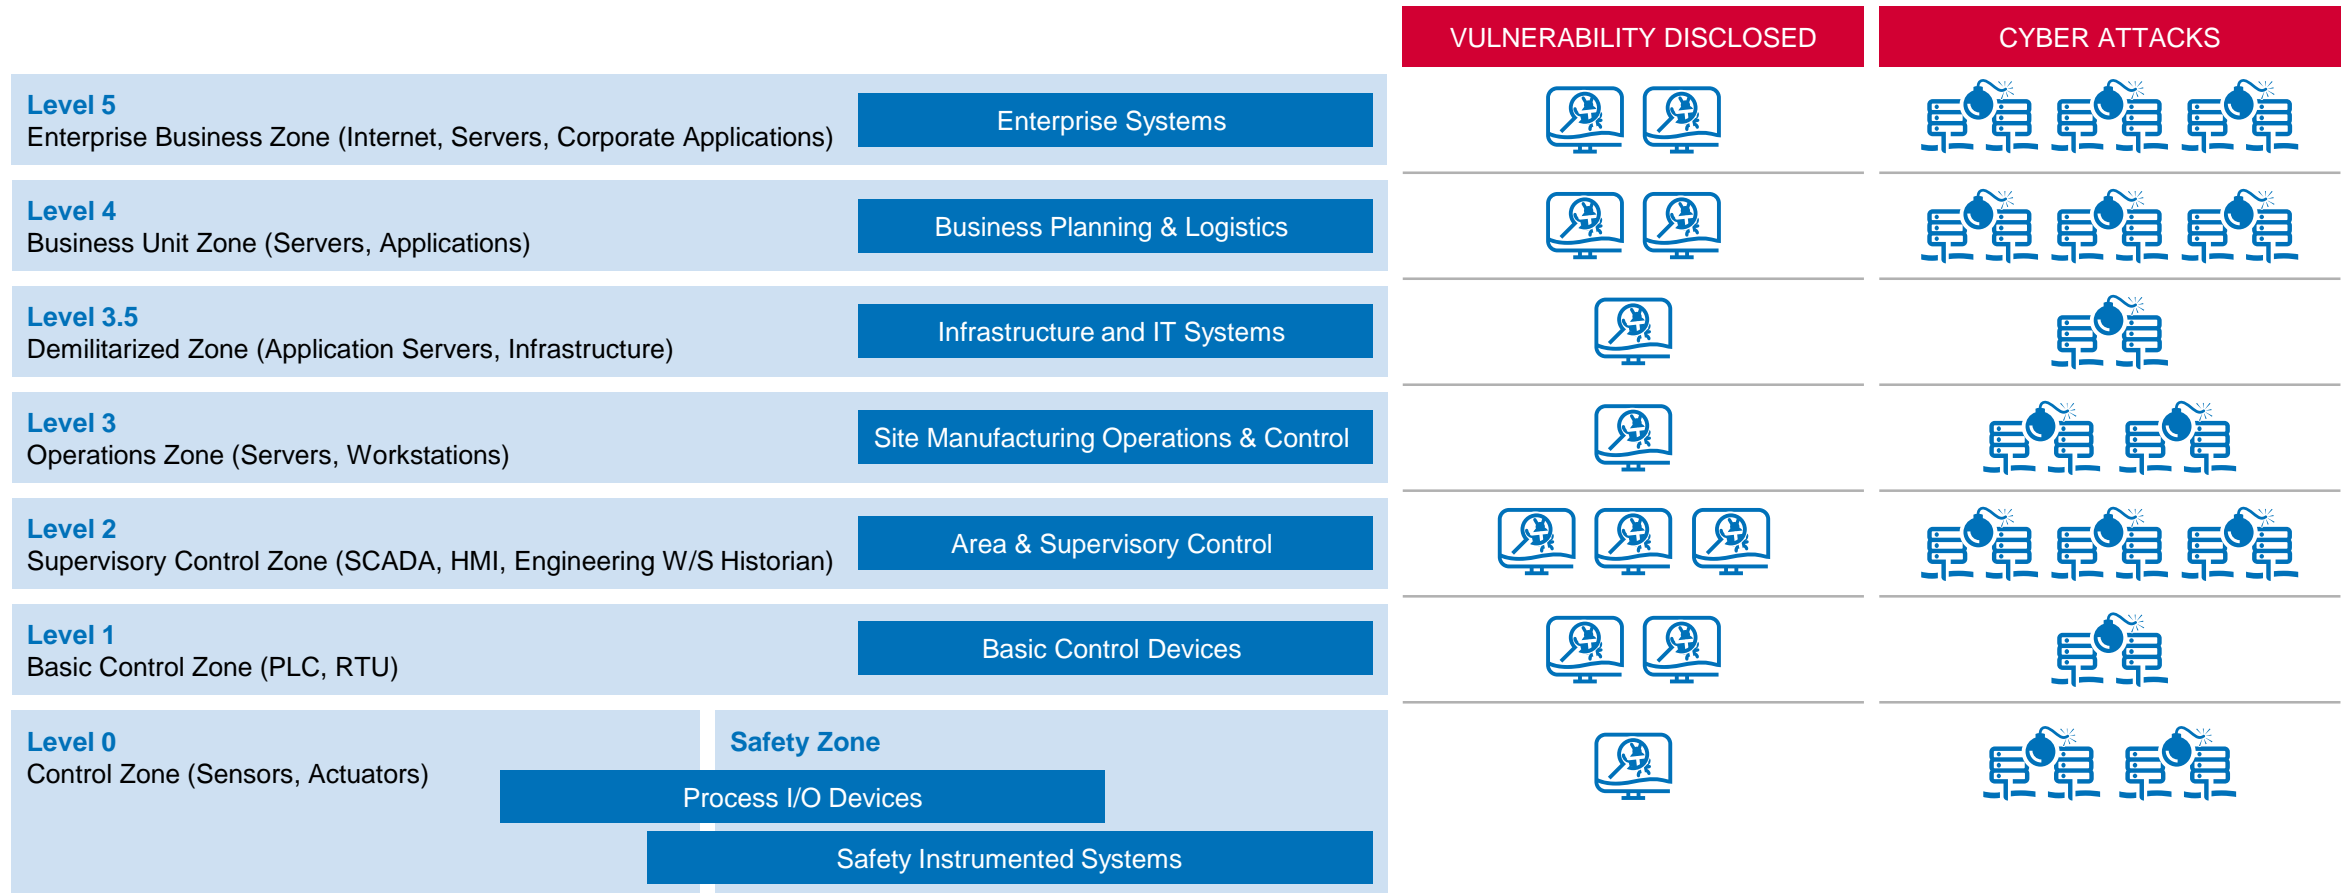 VULNERABILITY DISCLOSED
CYBER ATTACKS
Level 5
Enterprise Business Zone (Internet, Servers, Corporate Applications)
Enterprise Systems
Level 4
Business Unit Zone (Servers, Applications)
Business Planning & Logistics
Level 3.5
Demilitarized Zone (Application Servers, Infrastructure)
Infrastructure and IT Systems
Level 3
Operations Zone (Servers, Workstations)
Site Manufacturing Operations & Control
Level 2
Supervisory Control Zone (SCADA, HMI, Engineering W/S Historian)
Area & Supervisory Control
Level 1
Basic Control Zone (PLC, RTU)
Basic Control Devices
Level 0
Control Zone (Sensors, Actuators)
Safety Zone
Process I/O Devices
Safety Instrumented Systems